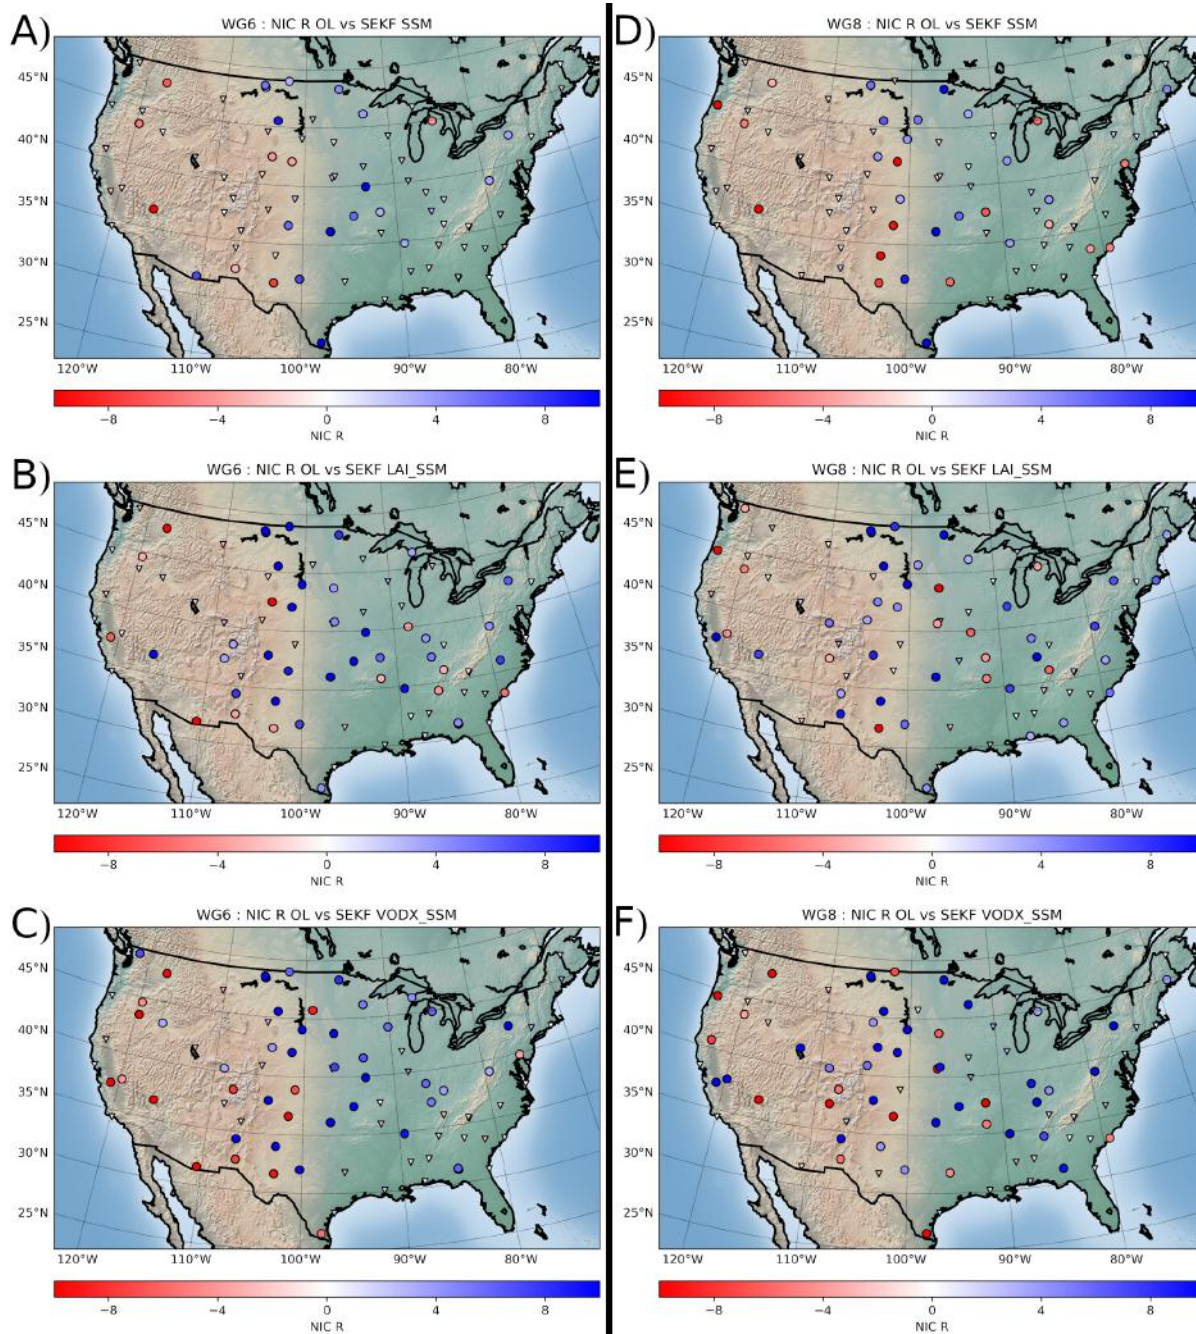 A)
WG6 : NIC R OL vs SEKF SSM
45°N
40°N
35°N
30°N
25°N
120°W 110°W 100°W 90°W 80°W
−8 −4 0 4 8
NIC R
B)
WG6 : NIC R OL vs SEKF LAI_SSM
45°N
40°N
35°N
30°N
25°N
120°W 110°W 100°W 90°W 80°W
−8 −4 0 4 8
NIC R
C)
WG6 : NIC R OL vs SEKF VODX_SSM
45°N
40°N
35°N
30°N
25°N
120°W 110°W 100°W 90°W 80°W
−8 −4 0 4 8
NIC R
D)
WG8 : NIC R OL vs SEKF SSM
45°N
40°N
35°N
30°N
25°N
120°W 110°W 100°W 90°W 80°W
−8 −4 0 4 8
NIC R
E)
WG8 : NIC R OL vs SEKF LAI_SSM
45°N
40°N
35°N
30°N
25°N
120°W 110°W 100°W 90°W 80°W
−8 −4 0 4 8
NIC R
F)
WG8 : NIC R OL vs SEKF VODX_SSM
45°N
40°N
35°N
30°N
25°N
120°W 110°W 100°W 90°W 80°W
−8 −4 0 4 8
NIC R